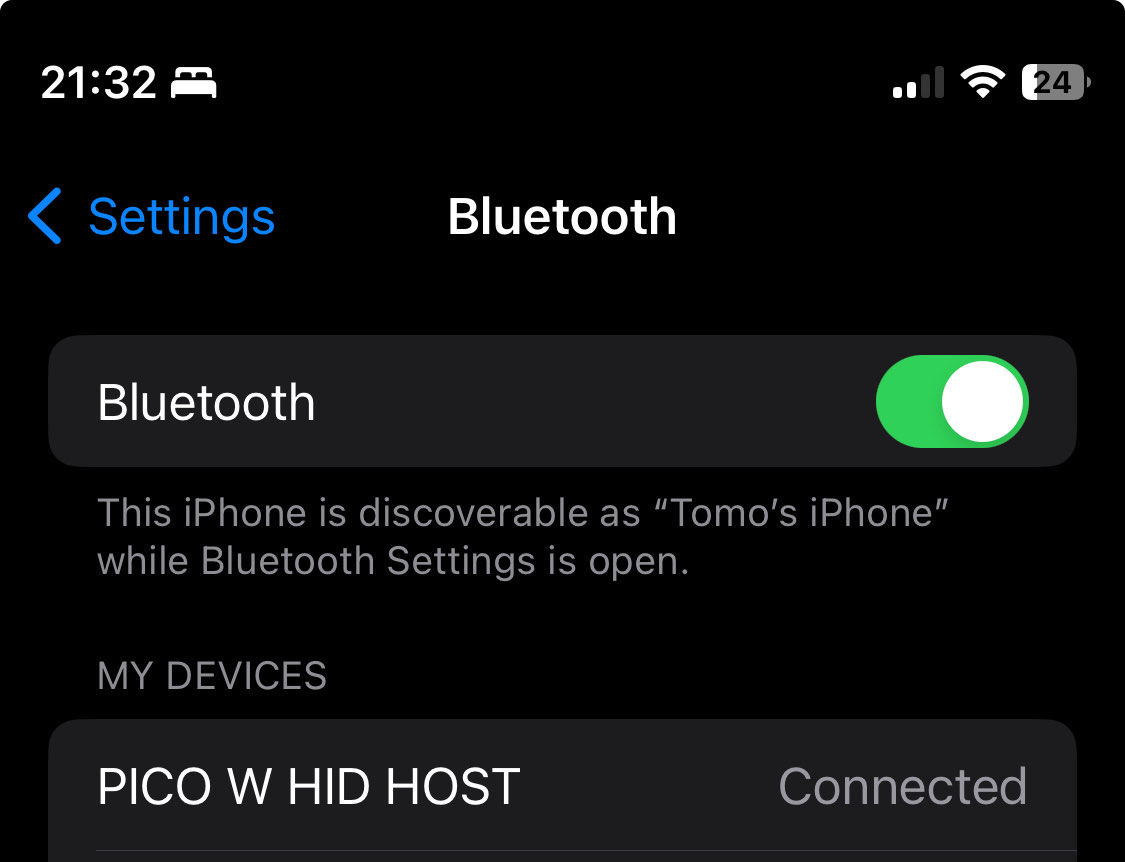 21:32
24
Settings
Bluetooth
Bluetooth
This iPhone is discoverable as “Tomo’s iPhone”
while Bluetooth Settings is open.
MY DEVICES
PICO W HID HOST
Connected